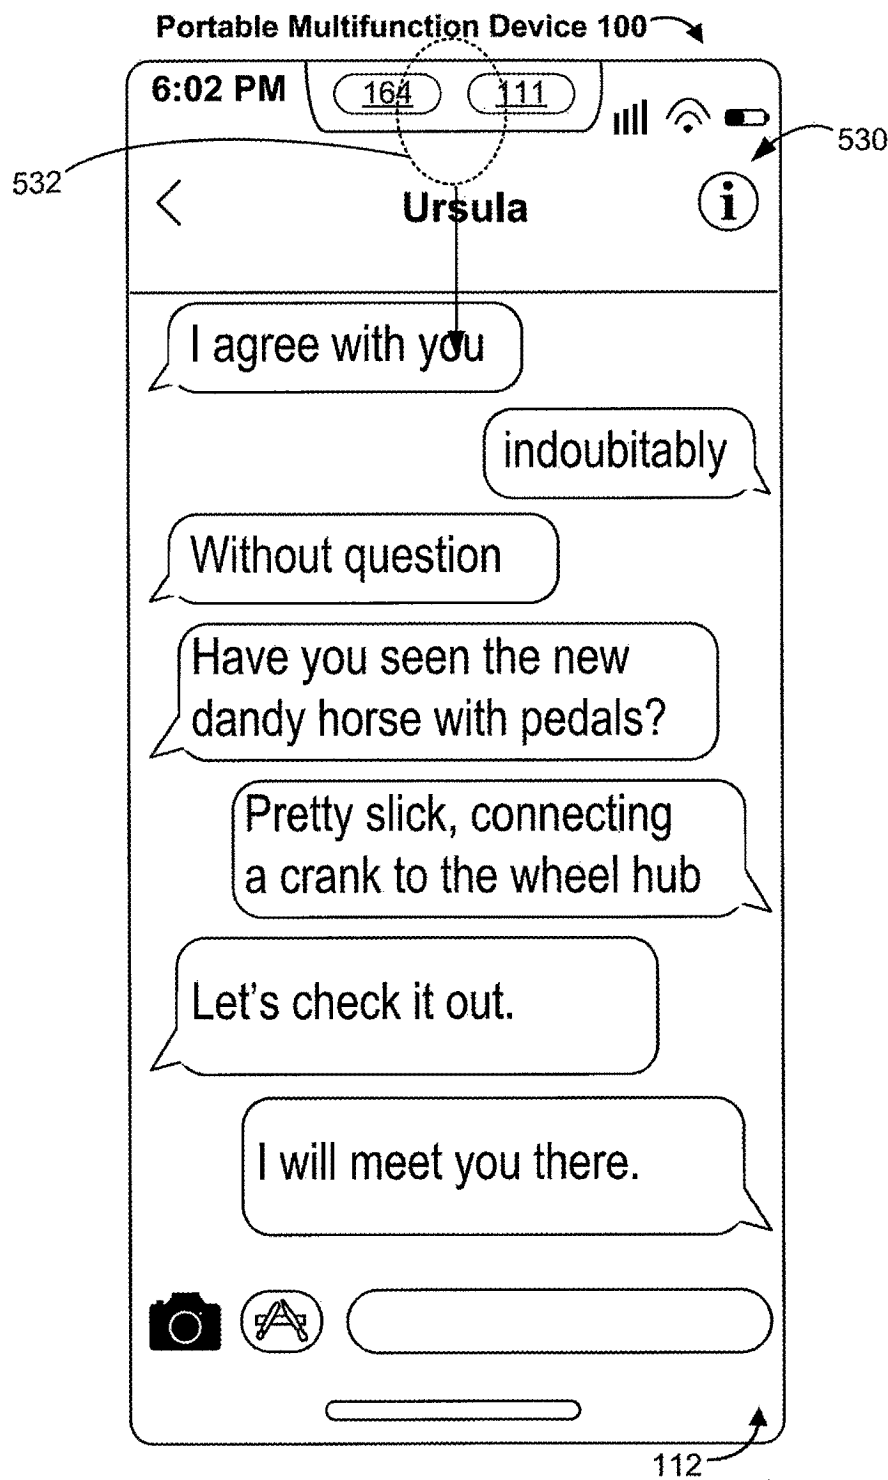 Portable Multifunction Device 100
6:02 PM
164
111
530
532
Ursula
i
I agree with you
indoubitably
Without question
Have you seen the new
dandy horse with pedals?
Pretty slick, connecting
a crank to the wheel hub
Let's check it out.
I will meet you there.
112